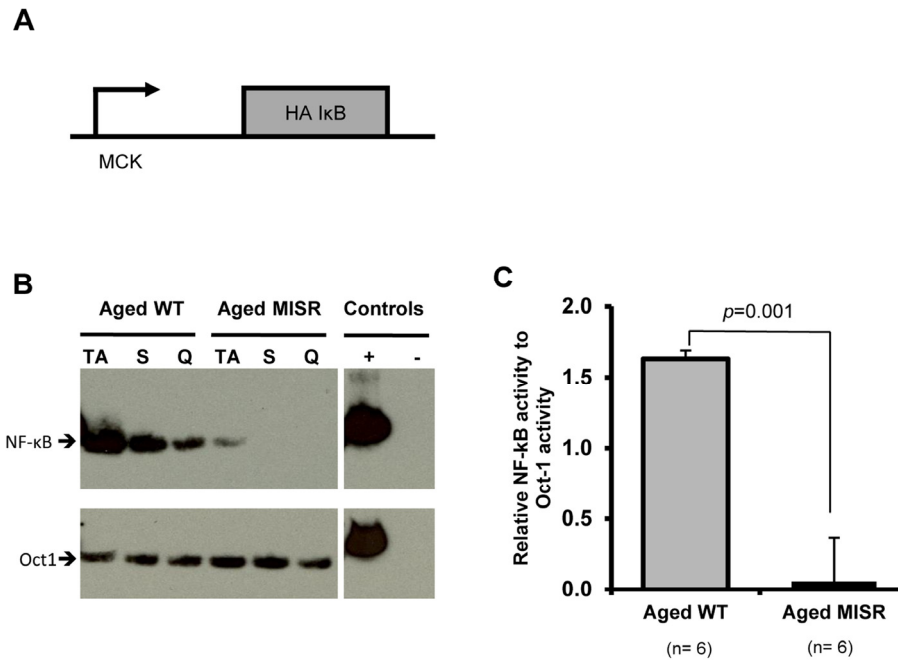 A
HA IκB
MCK
B
Aged WT Aged MISR Controls
TA S Q TA S Q + -
NF-κB
Oct1
C
Relative NF-kB activity to
Oct-1 activity
2.0
1.5
1.0
0.5
0.0
p=0.001
Aged WT Aged MISR
(n= 6) (n= 6)